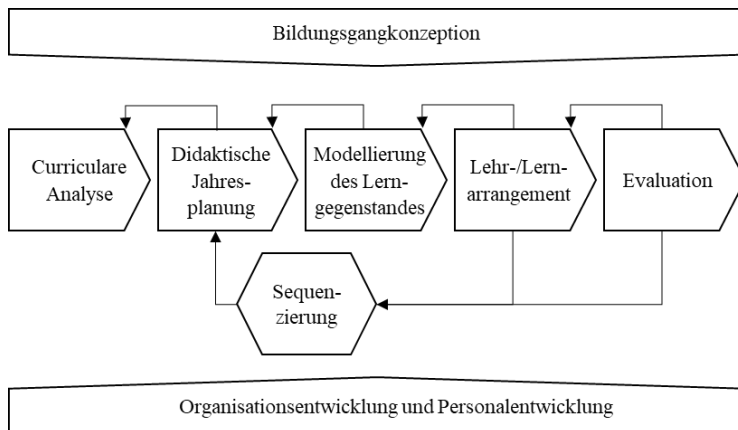 Bildungsgangkonzeption
Curriculare
Analyse
Didaktische
Jahres-
planung
Modellierung
des Lern-
gegenstandes
Lehr-/Lern-
arrangement
Evaluation
Sequen-
zierung
Organisationsentwicklung und Personalentwicklung